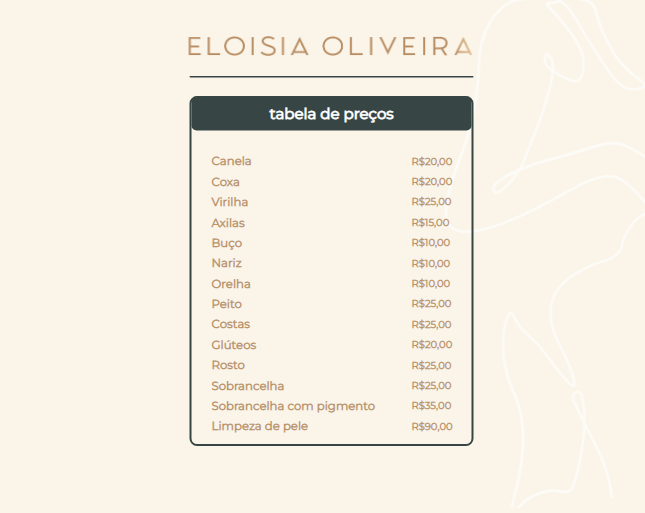 ELOISIA OLIVEIRA
tabela de preços
Canela R$20,00
Coxa R$20,00
Virilha R$25,00
Axilas R$15,00
Buço R$10,00
Nariz R$10,00
Orelha R$10,00
Peito R$25,00
Costas R$25,00
Glúteos R$20,00
Rosto R$25,00
Sobrancelha R$25,00
Sobrancelha com pigmento R$35,00
Limpeza de pele R$90,00